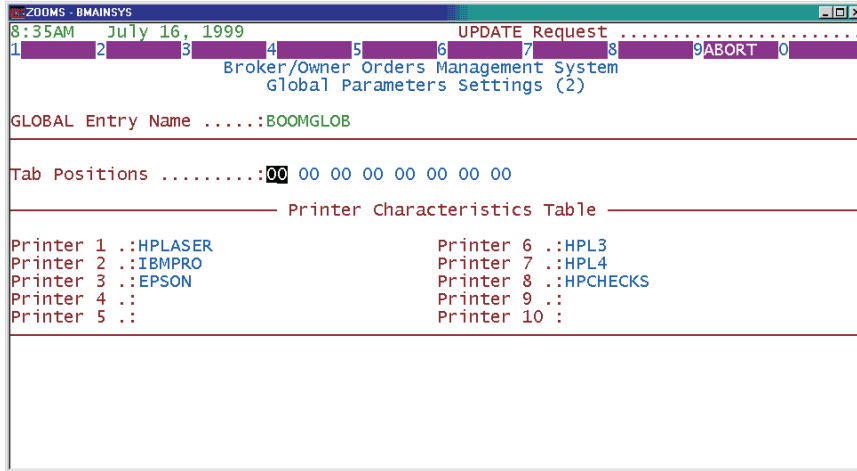 ZOOMS - BMAINSYS
8:35AM July 16, 1999 UPDATE Request .......................
1 2 3 4 5 6 7 8 9ABORT 0
Broker/Owner Orders Management System
Global Parameters Settings (2)
GLOBAL Entry Name .....:BOOMGLOB
Tab Positions .........:00 00 00 00 00 00 00 00
Printer Characteristics Table
Printer 1 .:HPLASER Printer 6 .:HPL3
Printer 2 .:IBMPRO Printer 7 .:HPL4
Printer 3 .:EPSON Printer 8 .:HPCHECKS
Printer 4 .: Printer 9 .:
Printer 5 .: Printer 10 :